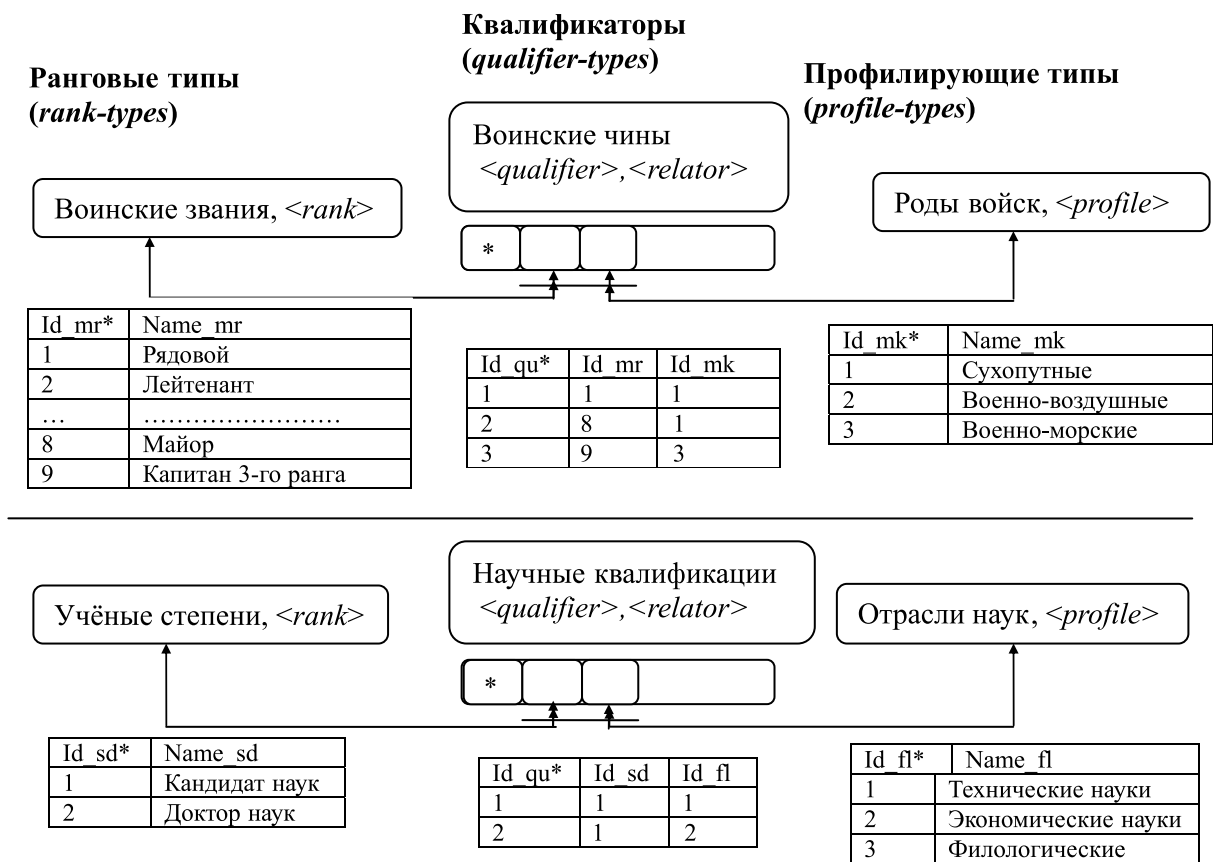 Квалификаторы
(qualifier-types)
Ранговые типы
(rank-types)
Профилирующие типы
(profile-types)
Воинские чины
<qualifier>,<relator>
Воинские звания, <rank>
Роды войск, <profile>
*
Id_mr* Name_mr
1 Рядовой
2 Лейтенант
… ……………………
8 Майор
9 Капитан 3-го ранга
Id_qu* Id_mr Id_mk
1 1 1
2 8 1
3 9 3
Id_mk* Name_mk
1 Сухопутные
2 Военно-воздушные
3 Военно-морские
Научные квалификации
<qualifier>,<relator>
Учёные степени, <rank>
Отрасли наук, <profile>
*
Id_sd* Name_sd
1 Кандидат наук
2 Доктор наук
Id_qu* Id_sd Id_fl
1 1 1
2 1 2
Id_fl* Name_fl
1 Технические науки
2 Экономические науки
3 Филологические